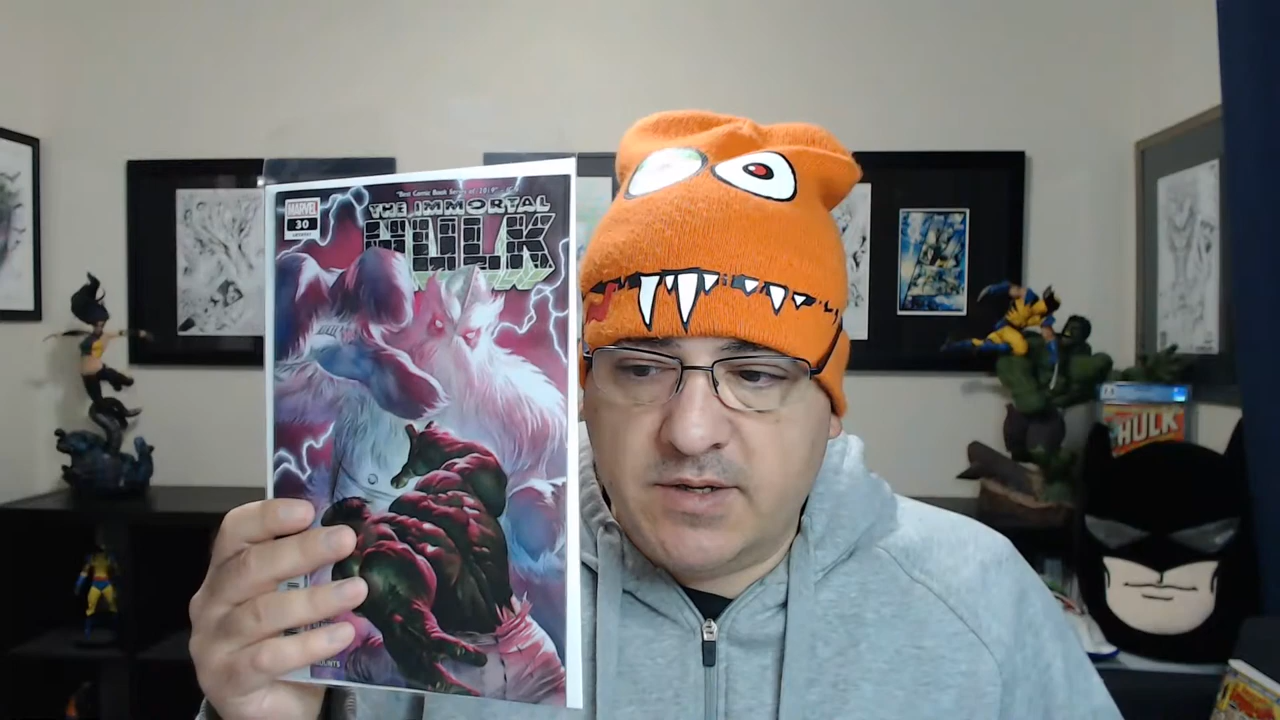 "Best Comic Book Series of 2019"
MARVEL
30
THE IMMORTAL
HULK
HULK